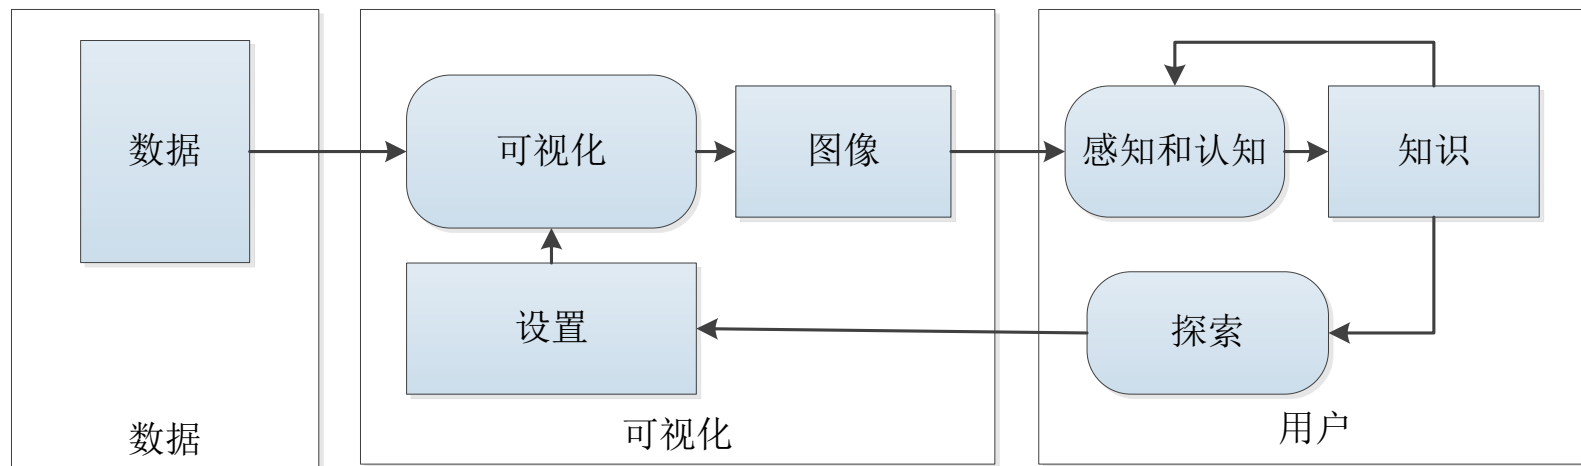 数据
可视化
图像
感知和认知
知识
设置
探索
数据
可视化
用户